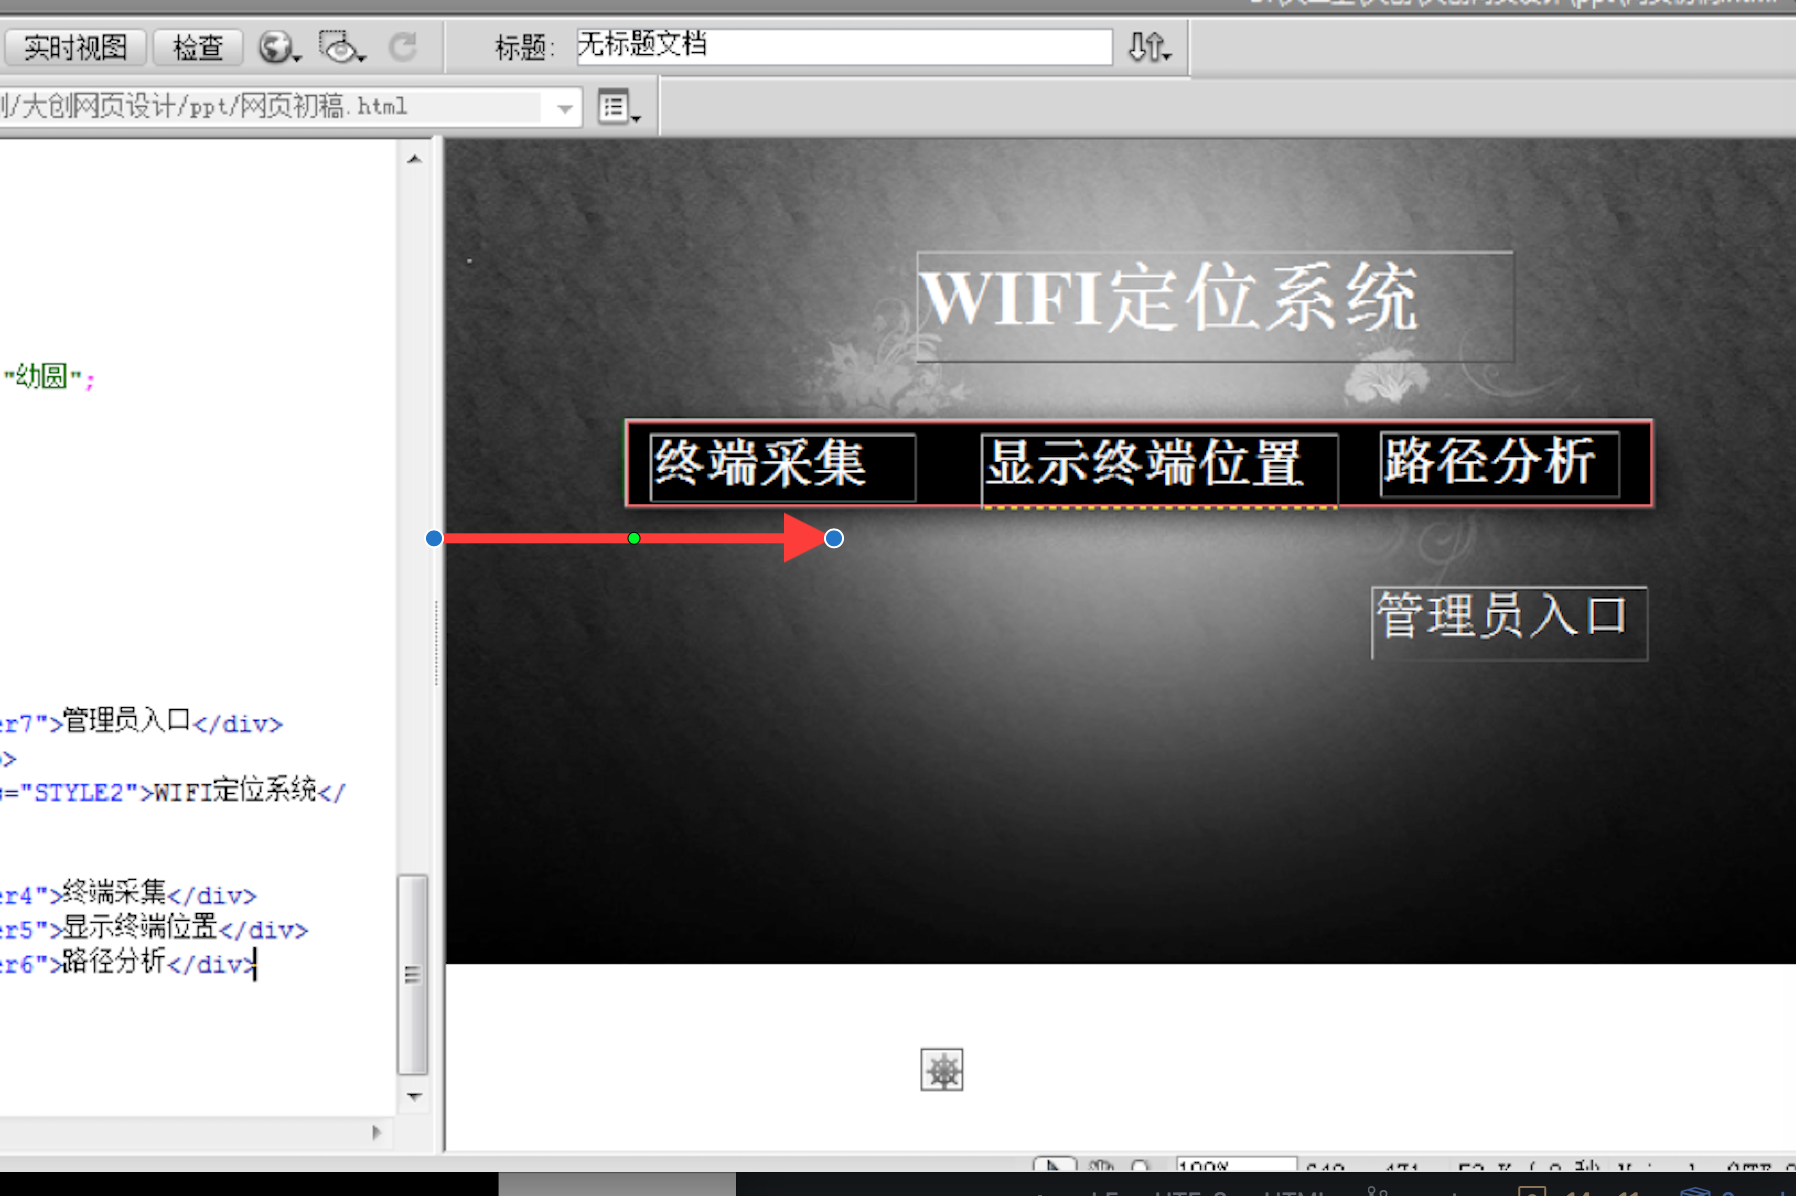 实时视图 检查 标题: 无标题文档
/大创网页设计/ppt/网页初稿.html
"幼圆";
er7">管理员入口</div>
>
="STYLE2">WIFI定位系统</
er4">终端采集</div>
er5">显示终端位置</div>
er6">路径分析</div>
WIFI定位系统
终端采集 显示终端位置 路径分析
管理员入口
100%